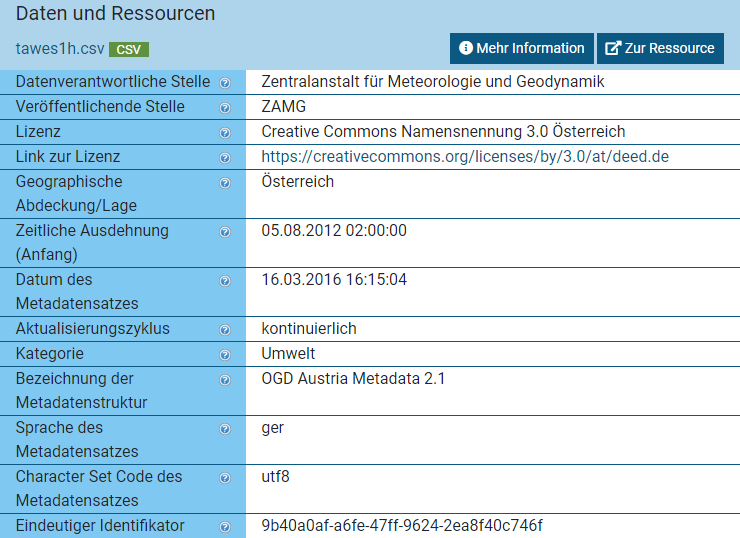 Daten und Ressourcen
tawes1h.csv CSV Mehr Information Zur Ressource
Datenverantwortliche Stelle Zentralanstalt für Meteorologie und Geodynamik
Veröffentlichende Stelle ZAMG
Lizenz Creative Commons Namensnennung 3.0 Österreich
Link zur Lizenz https://creativecommons.org/licenses/by/3.0/at/deed.de
Geographische Österreich
Abdeckung/Lage
Zeitliche Ausdehnung 05.08.2012 02:00:00
(Anfang)
Datum des 16.03.2016 16:15:04
Metadatensatzes
Aktualisierungszyklus kontinuierlich
Kategorie Umwelt
Bezeichnung der OGD Austria Metadata 2.1
Metadatenstruktur
Sprache des ger
Metadatensatzes
Character Set Code des utf8
Metadatensatzes
Eindeutiger Identifikator 9b40a0af-a6fe-47ff-9624-2ea8f40c746f